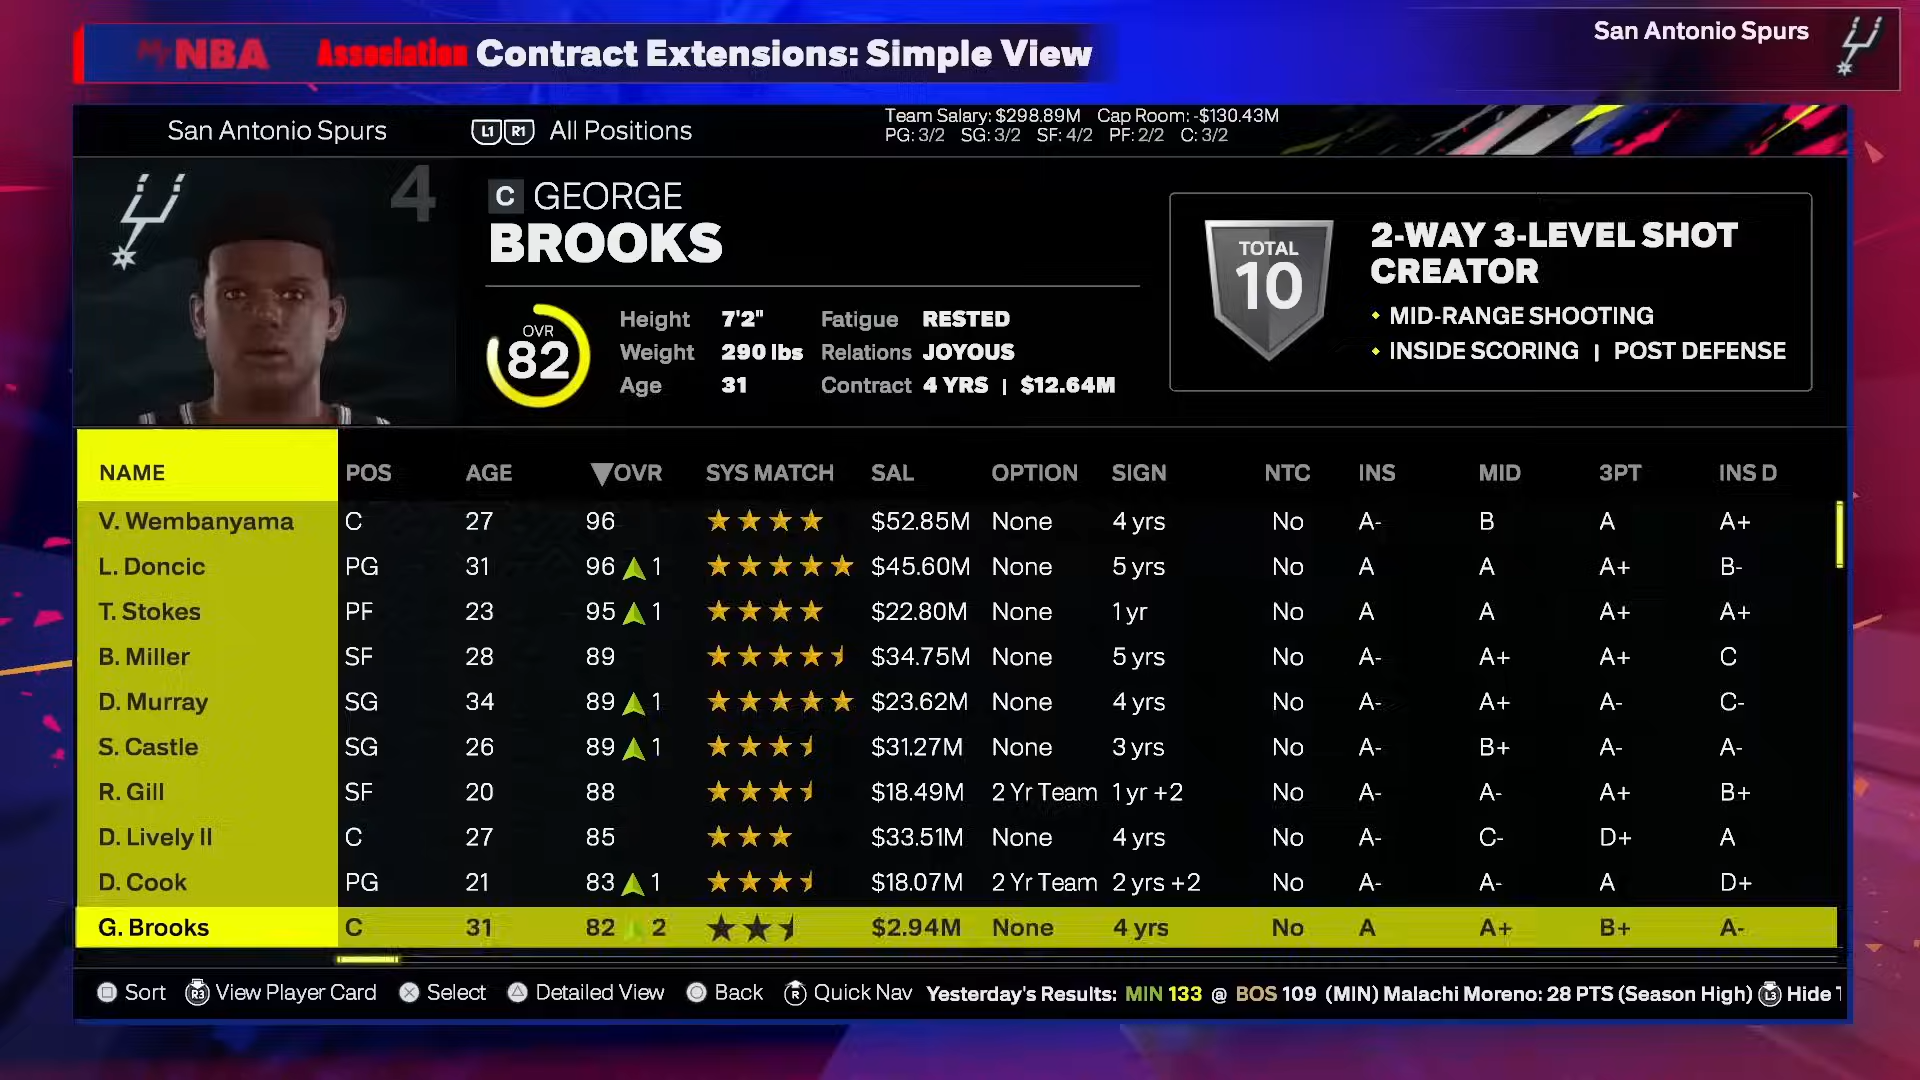 MyNBA Association Contract Extensions: Simple View
San Antonio Spurs
San Antonio Spurs L1 R1 All Positions
Team Salary: $298.89M Cap Room: -$130.43M
PG: 3/2 SG: 3/2 SF: 4/2 PF: 2/2 C: 3/2
4
C GEORGE
BROOKS
OVR
82
Height 7'2" Fatigue RESTED
Weight 290 lbs Relations JOYOUS
Age 31 Contract 4 YRS | $12.64M
TOTAL
10
2-WAY 3-LEVEL SHOT
CREATOR
• MID-RANGE SHOOTING
• INSIDE SCORING | POST DEFENSE
NAME POS AGE ▼OVR SYS MATCH SAL OPTION SIGN NTC INS MID 3PT INS D
V. Wembanyama C 27 96 $52.85M None 4 yrs No A- B A A+
L. Doncic PG 31 96 1 $45.60M None 5 yrs No A A A+ B-
T. Stokes PF 23 95 1 $22.80M None 1 yr No A A A+ A+
B. Miller SF 28 89 $34.75M None 5 yrs No A- A+ A+ C
D. Murray SG 34 89 1 $23.62M None 4 yrs No A- A+ A- C-
S. Castle SG 26 89 1 $31.27M None 3 yrs No A- B+ A- A-
R. Gill SF 20 88 $18.49M 2 Yr Team 1 yr +2 No A- A- A+ B+
D. Lively II C 27 85 $33.51M None 4 yrs No A- C- D+ A
D. Cook PG 21 83 1 $18.07M 2 Yr Team 2 yrs +2 No A- A- A D+
G. Brooks C 31 82 2 $2.94M None 4 yrs No A A+ B+ A-
Sort R3 View Player Card Select Detailed View Back R Quick Nav Yesterday's Results: MIN 133 @ BOS 109 (MIN) Malachi Moreno: 28 PTS (Season High) L3 Hide